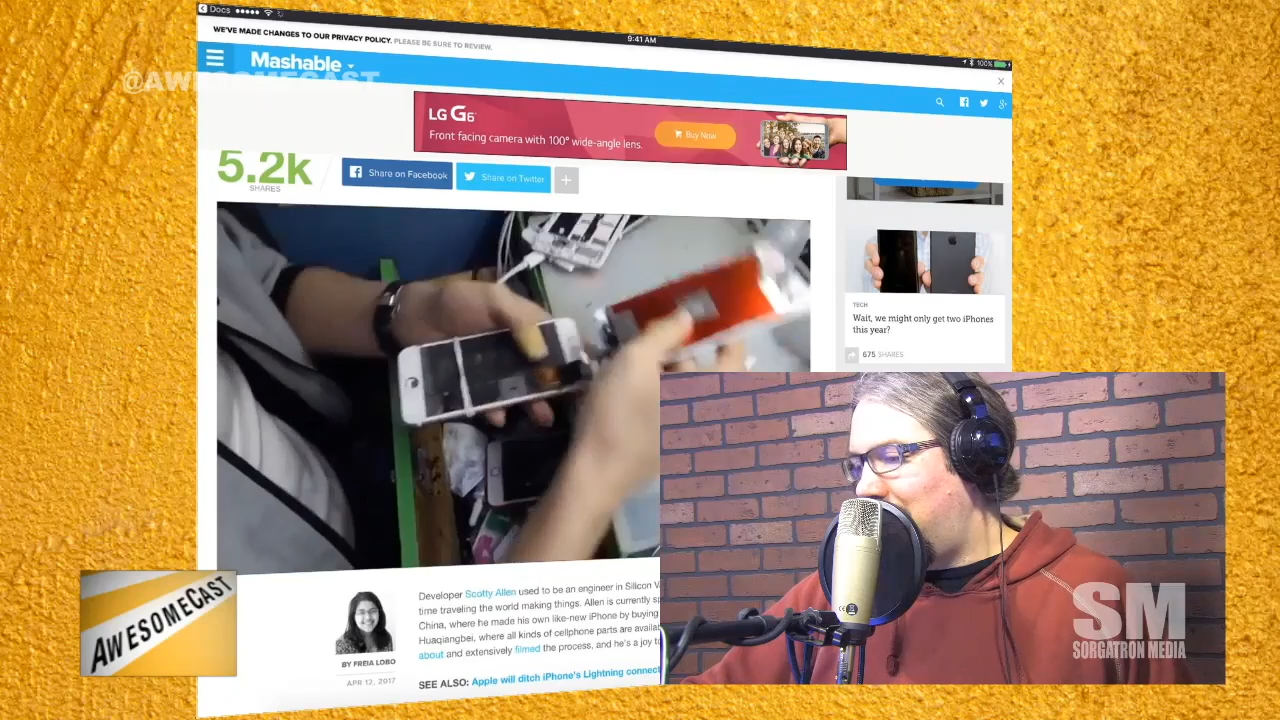 Docs
9:41 AM
100%
WE'VE MADE CHANGES TO OUR PRIVACY POLICY. PLEASE BE SURE TO REVIEW.
Mashable
@AWESOMECAST
LG G6
Front facing camera with 100° wide-angle lens.
Buy Now
5.2k
SHARES
Share on Facebook
Share on Twitter
TECH
Wait, we might only get two iPhones
this year?
675 SHARES
Developer Scotty Allen used to be an engineer in Silicon V
time traveling the world making things. Allen is currently sp
China, where he made his own like-new iPhone by buying
Huaqiangbei, where all kinds of cellphone parts are availa
about and extensively filmed the process, and he's a joy t
BY FREIA LOBO
APR 12, 2017
SEE ALSO: Apple will ditch iPhone's Lightning connect
AWESOMECAST
SM
SORGATRON MEDIA